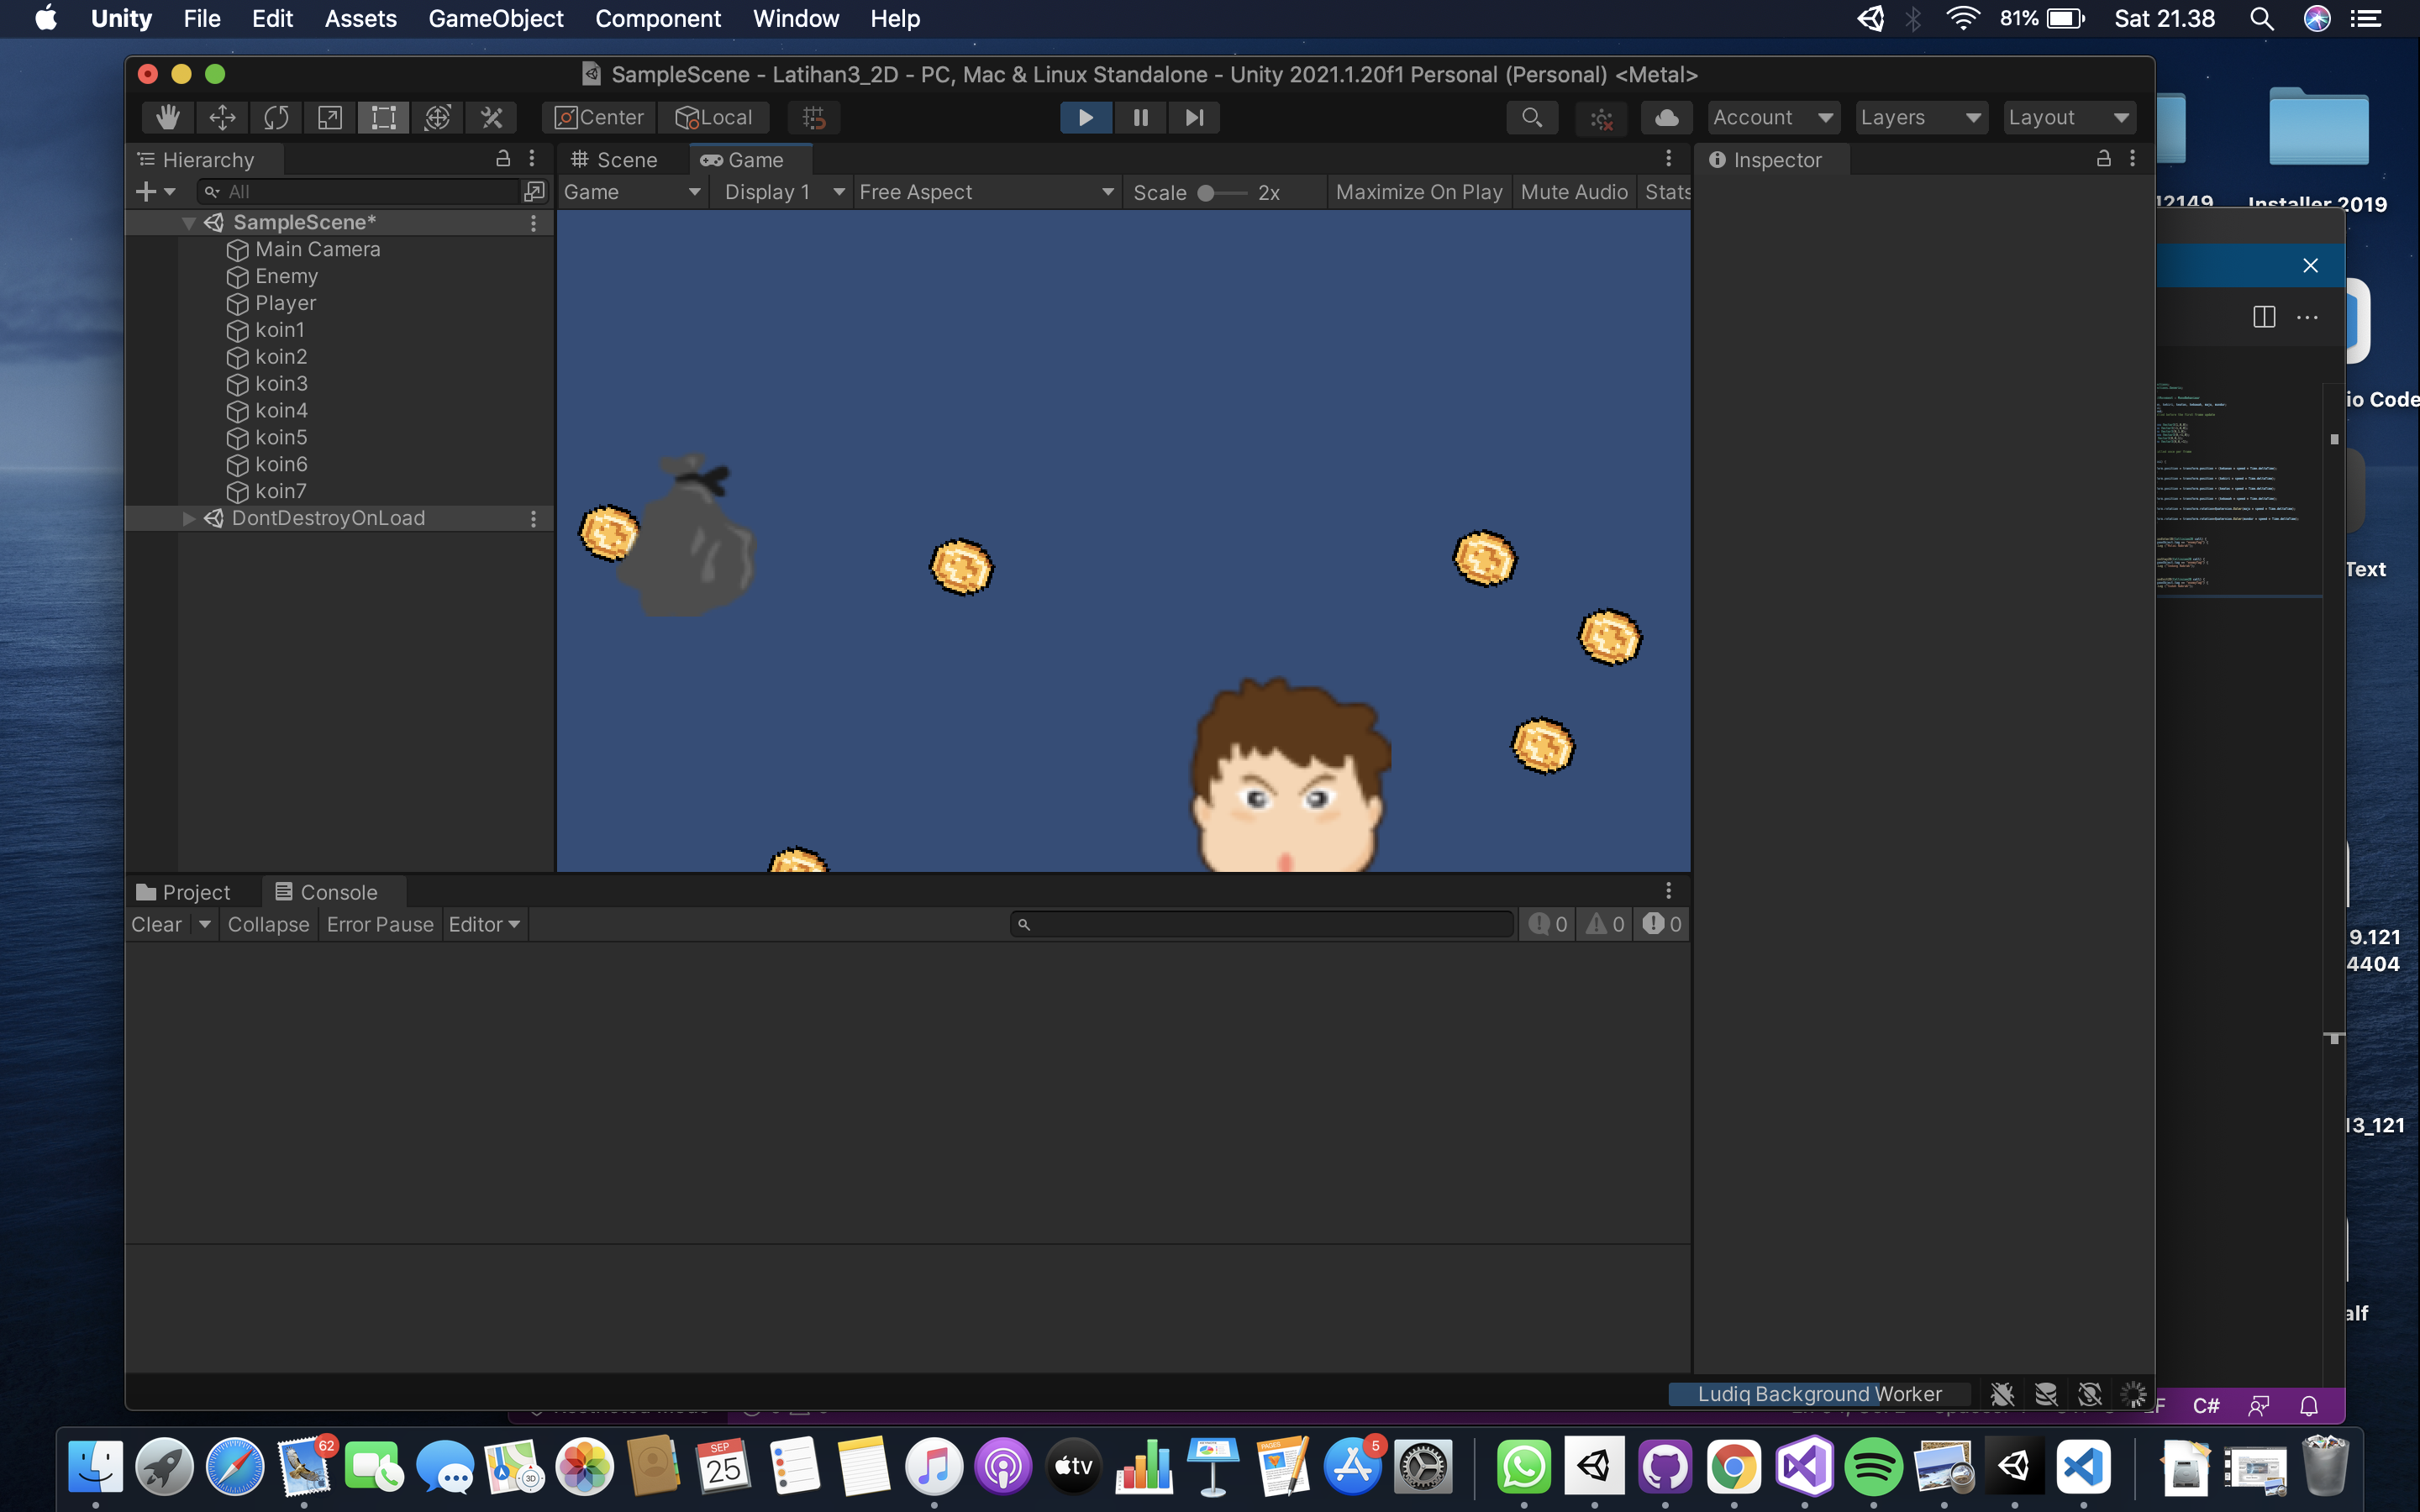 Unity File Edit Assets GameObject Component Window Help 81% Sat 21.38
SampleScene - Latihan3_2D - PC, Mac & Linux Standalone - Unity 2021.1.20f1 Personal (Personal) <Metal>
Center Local Account Layers Layout
Hierarchy Scene Game Inspector
All Game Display 1 Free Aspect Scale 2x Maximize On Play Mute Audio Stats
12149 Installer 2019
SampleScene*
Main Camera
Enemy
Player
koin1
koin2
koin3
koin4
koin5
koin6
koin7
DontDestroyOnLoad
io Code
Text
Project Console
Clear Collapse Error Pause Editor 0 0 0
9.121
4404
13_121
alf
Ludiq Background Worker
C#
62
3D
SEP
25
tv
PAGES
5